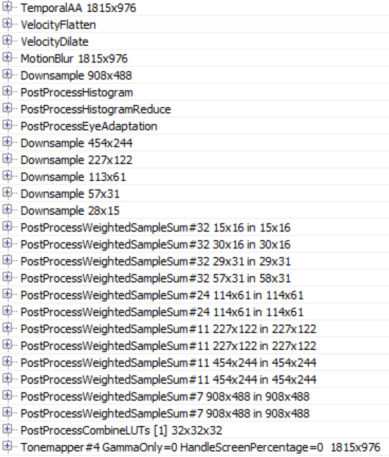 TemporalAA 1815x976
VelocityFlatten
VelocityDilate
MotionBlur 1815x976
Downsample 908x488
PostProcessHistogram
PostProcessHistogramReduce
PostProcessEyeAdaptation
Downsample 454x244
Downsample 227x122
Downsample 113x61
Downsample 57x31
Downsample 28x15
PostProcessWeightedSampleSum#32 15x16 in 15x16
PostProcessWeightedSampleSum#32 30x16 in 30x16
PostProcessWeightedSampleSum#32 29x31 in 29x31
PostProcessWeightedSampleSum#32 57x31 in 58x31
PostProcessWeightedSampleSum#24 114x61 in 114x61
PostProcessWeightedSampleSum#24 114x61 in 114x61
PostProcessWeightedSampleSum#11 227x122 in 227x122
PostProcessWeightedSampleSum#11 227x122 in 227x122
PostProcessWeightedSampleSum#11 454x244 in 454x244
PostProcessWeightedSampleSum#11 454x244 in 454x244
PostProcessWeightedSampleSum#7 908x488 in 908x488
PostProcessWeightedSampleSum#7 908x488 in 908x488
PostProcessCombineLUTs [1] 32x32x32
Tonemapper#4 GammaOnly=0 HandleScreenPercentage=0 1815x976